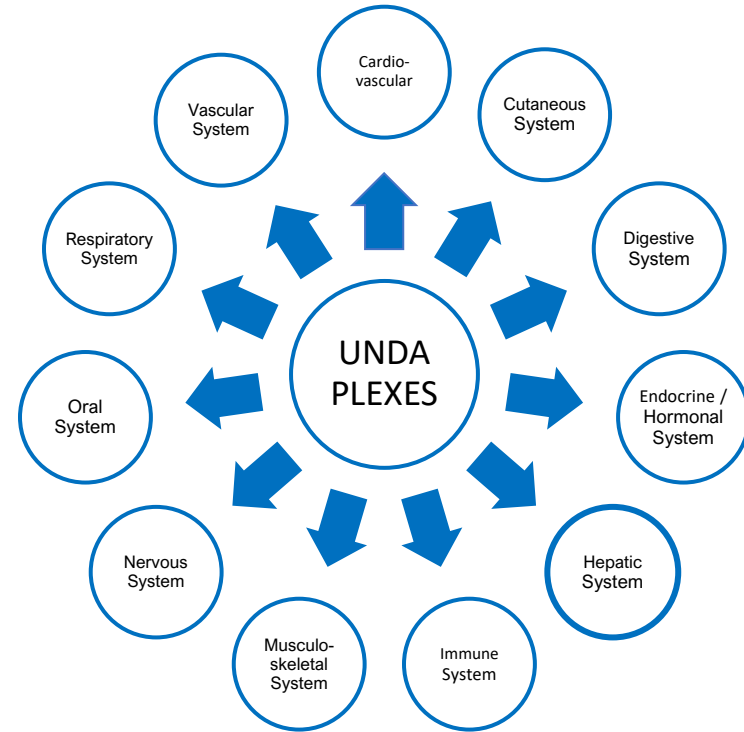 UNDA
PLEXES
Cardio-
vascular
Cutaneous
System
Digestive
System
Endocrine /
Hormonal
System
Hepatic
System
Immune
System
Musculo-
skeletal
System
Nervous
System
Oral
System
Respiratory
System
Vascular
System